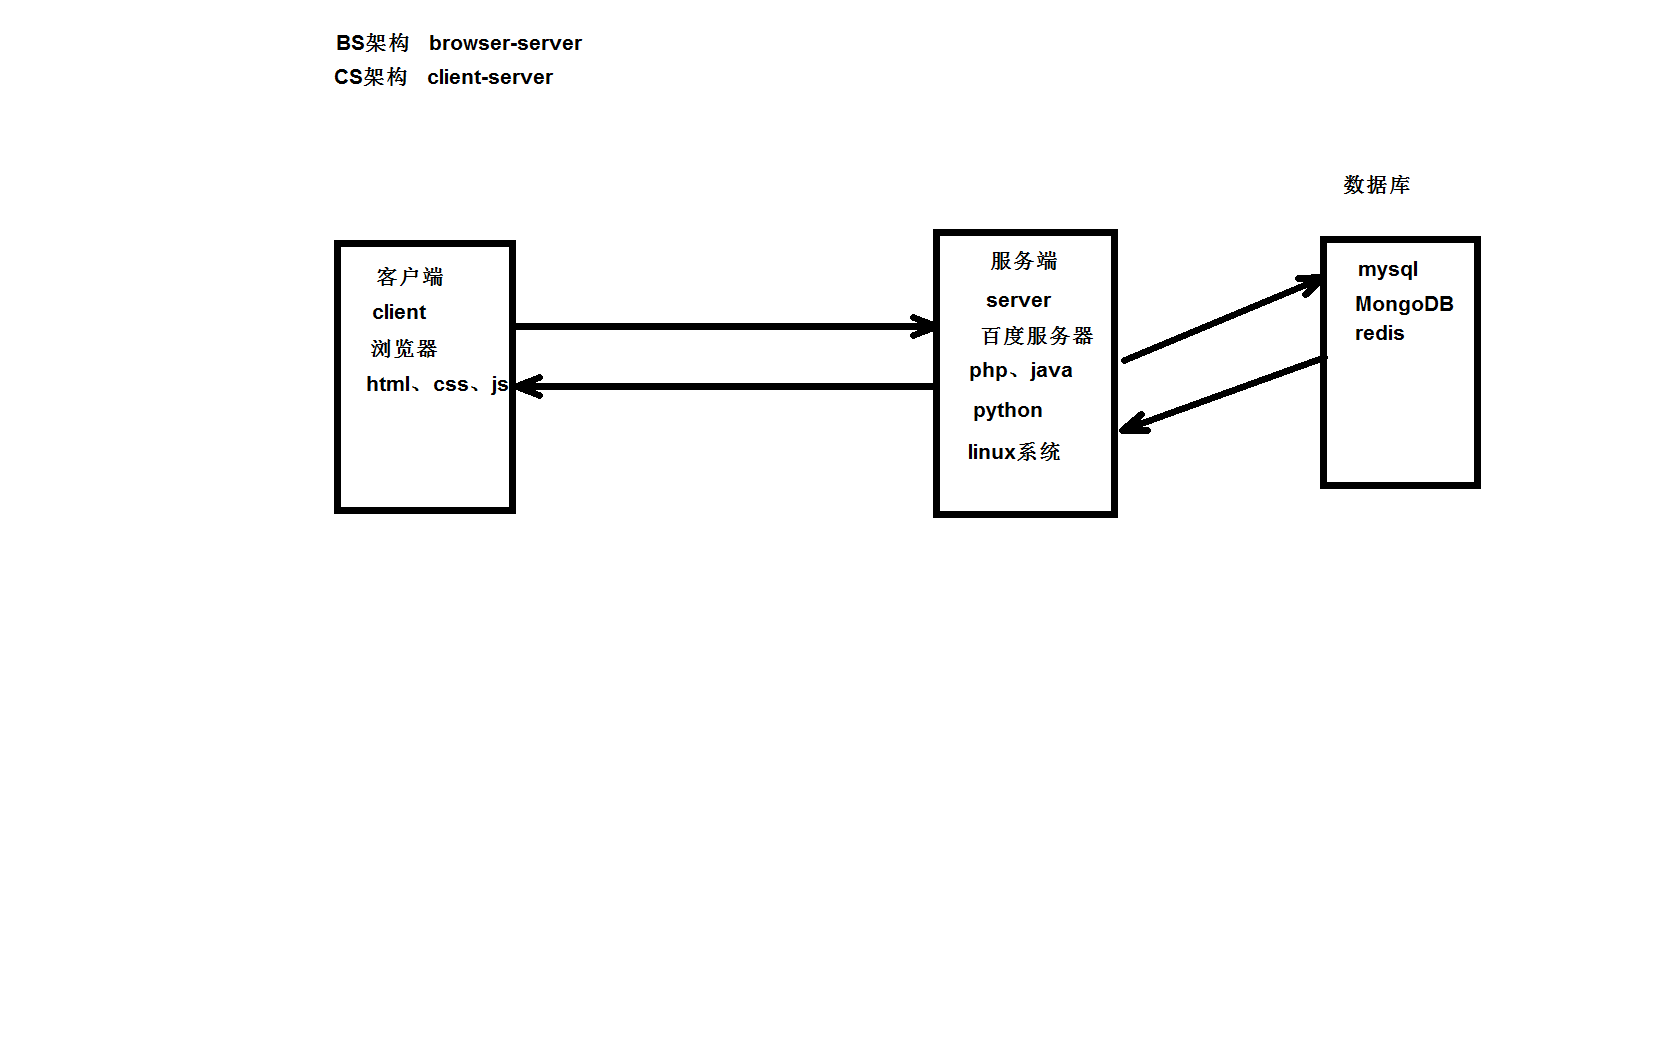 BS架构 browser-server
CS架构 client-server
客户端
client
浏览器
html、css、js
服务端
server
百度服务器
php、java
python
linux系统
数据库
mysql
MongoDB
redis